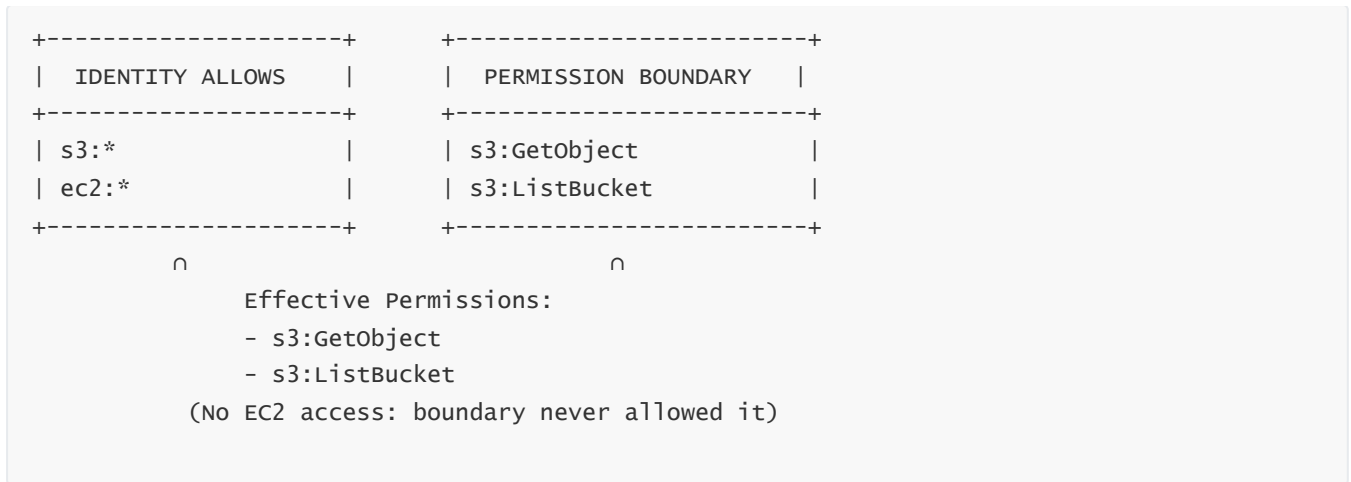 +----------------------+      +--------------------------+
|  IDENTITY ALLOWS    |      |  PERMISSION BOUNDARY   |
+----------------------+      +--------------------------+
| s3:*                |      | s3:GetObject            |
| ec2:*               |      | s3:ListBucket           |
+----------------------+      +--------------------------+
          ∩                              ∩
               Effective Permissions:
               - s3:GetObject
               - s3:ListBucket
           (No EC2 access: boundary never allowed it)